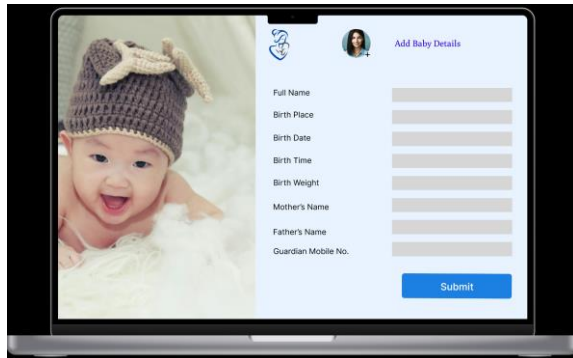 Add Baby Details
Full Name
Birth Place
Birth Date
Birth Time
Birth Weight
Mother's Name
Father's Name
Guardian Mobile No.
Submit